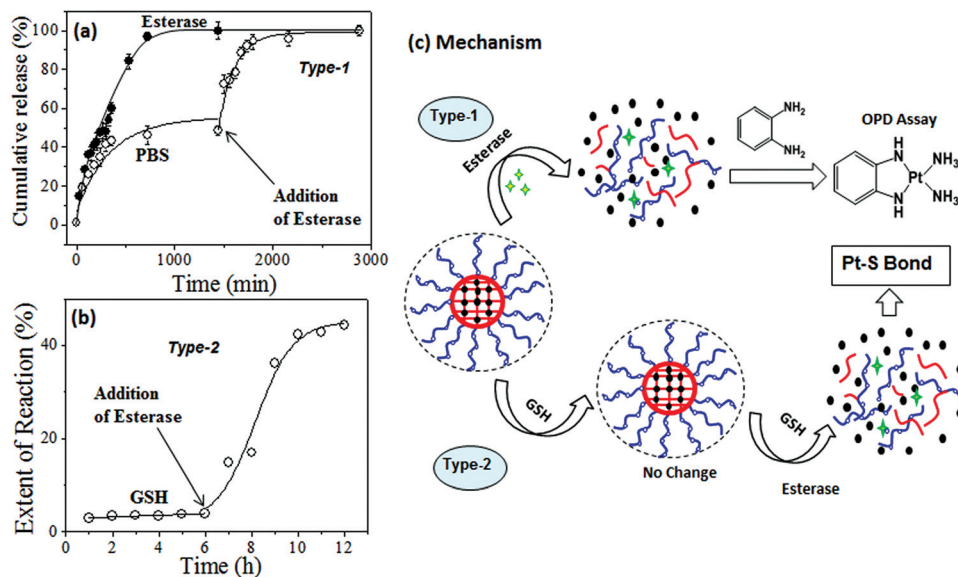 (a)
Esterase
Type-1
PBS
Addition
of Esterase
Cumulative release (%)
100
80
60
40
20
0
0
1000
2000
3000
Time (min)
(b)
Type-2
Addition
of Esterase
GSH
Extent of Reaction (%)
40
20
0
0
2
4
6
8
10
12
Time (h)
(c) Mechanism
Type-1
Esterase
NH2
NH2
OPD Assay
H
N
NH3
Pt
N
NH3
H
Pt-S Bond
GSH
Type-2
No Change
GSH
Esterase